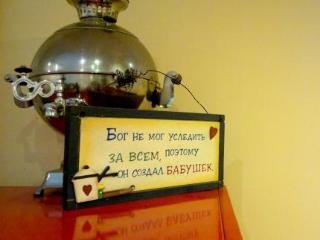 Бог не мог уследить
за всем, поэтому
он создал бабушек.